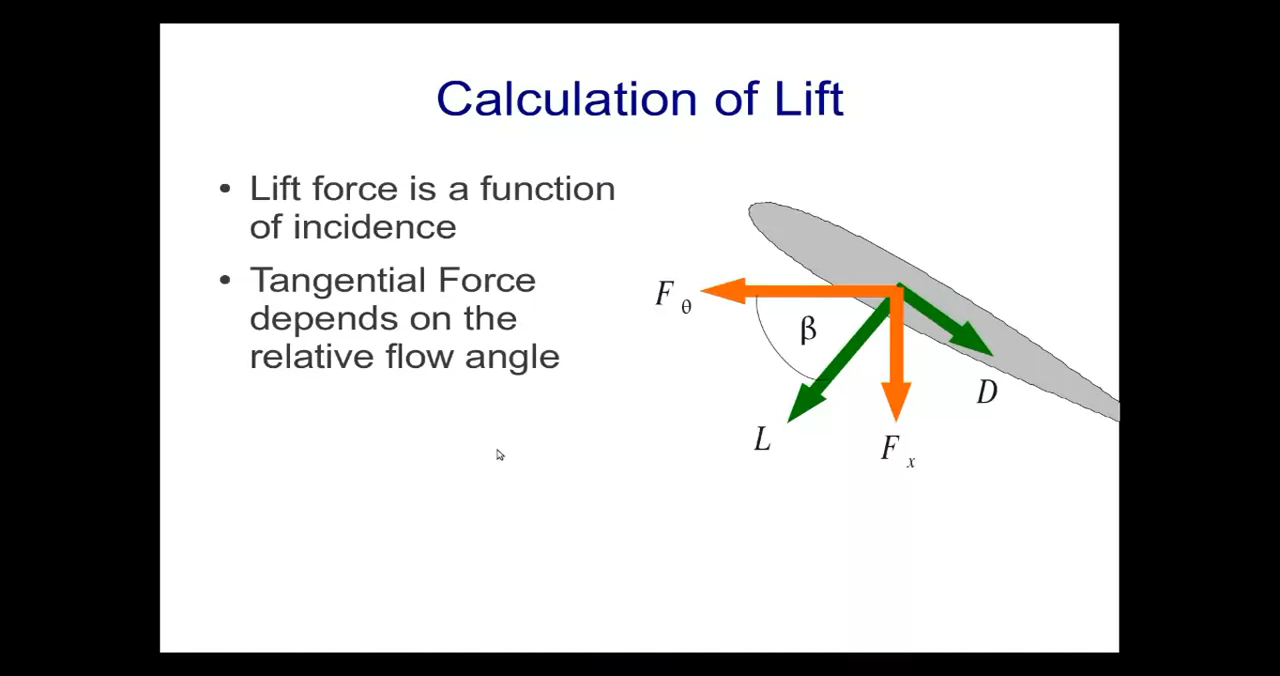 Calculation of Lift
• Lift force is a function
of incidence
• Tangential Force
depends on the
relative flow angle
F θ
β
D
L
F x